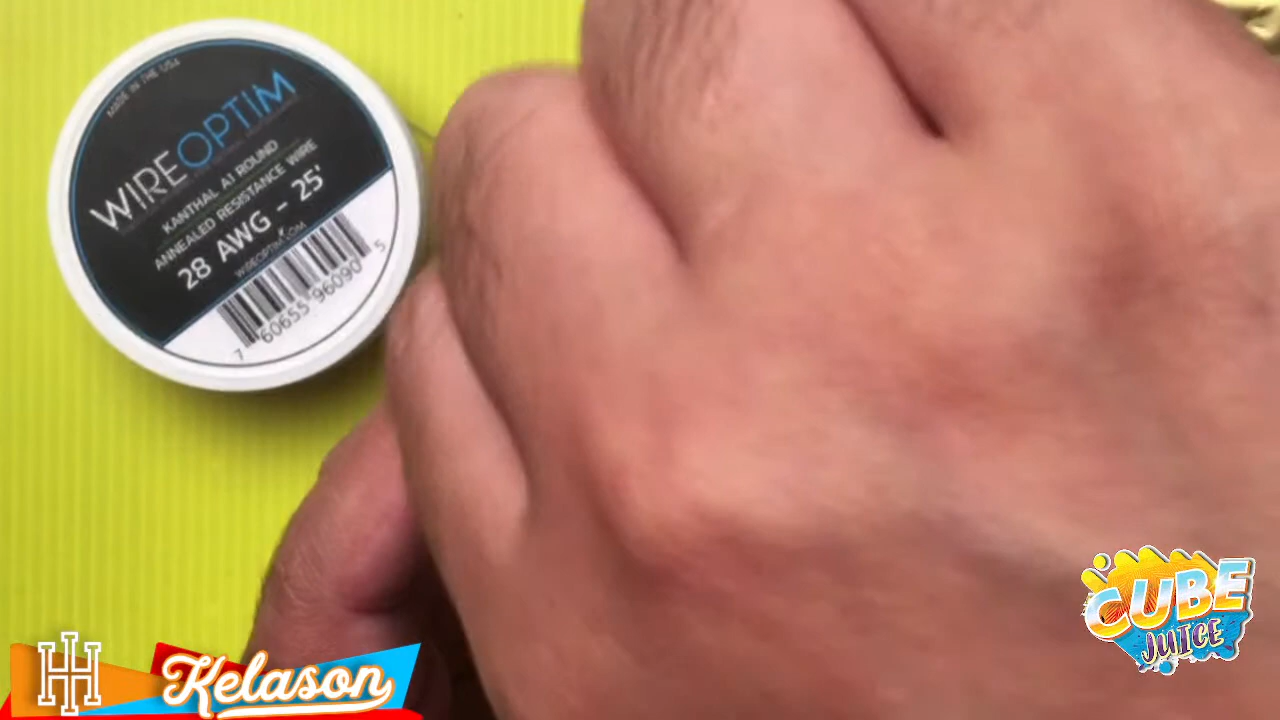 MADE IN THE USA
WIREOPTIM
KANTHAL A1 ROUND
ANNEALED RESISTANCE WIRE
28 AWG - 25'
WIREOPTIM.COM
7 60655 96090 5
CUBE
JUICE
HH
Kelason